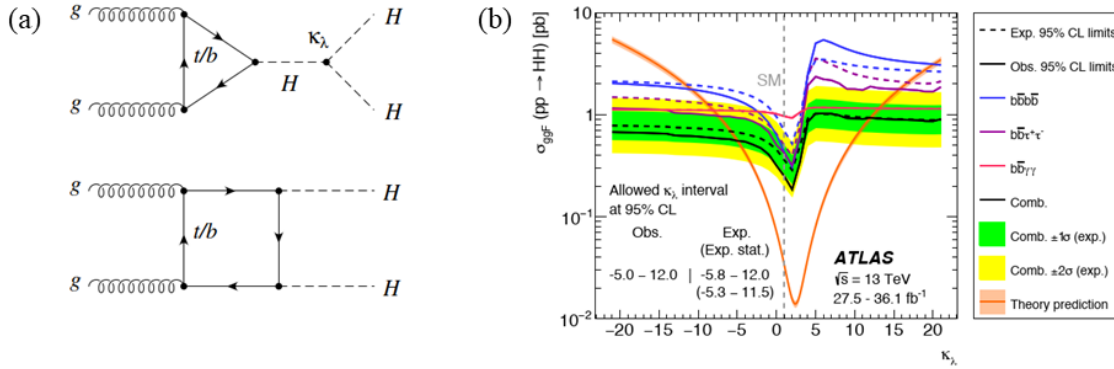 (a)
g
g
t/b
H
κλ
H
H
g
g
t/b
H
H
(b)
σggF (pp → HH) [pb]
10
1
10⁻¹
10⁻²
SM
Allowed κλ interval
at 95% CL
Obs. Exp.
(Exp. stat.)
-5.0 − 12.0 | -5.8 − 12.0
(-5.3 − 11.5)
ATLAS
√s = 13 TeV
27.5 - 36.1 fb⁻¹
-20 -15 -10 -5 0 5 10 15 20
κλ
Exp. 95% CL limits
Obs. 95% CL limits
bb̄bb̄
bb̄τ⁺τ⁻
bb̄γγ
Comb.
Comb. ±1σ (exp.)
Comb. ±2σ (exp.)
Theory prediction